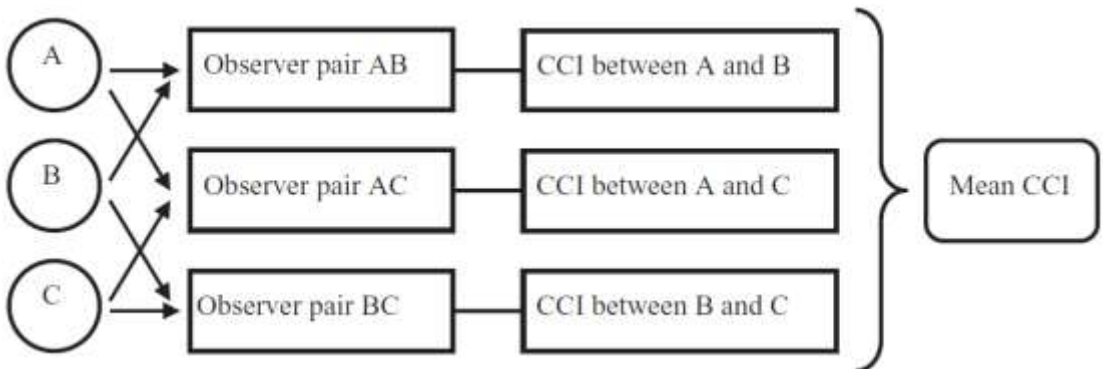 A
Observer pair AB
CCI between A and B
B
Observer pair AC
CCI between A and C
Mean CCI
C
Observer pair BC
CCI between B and C